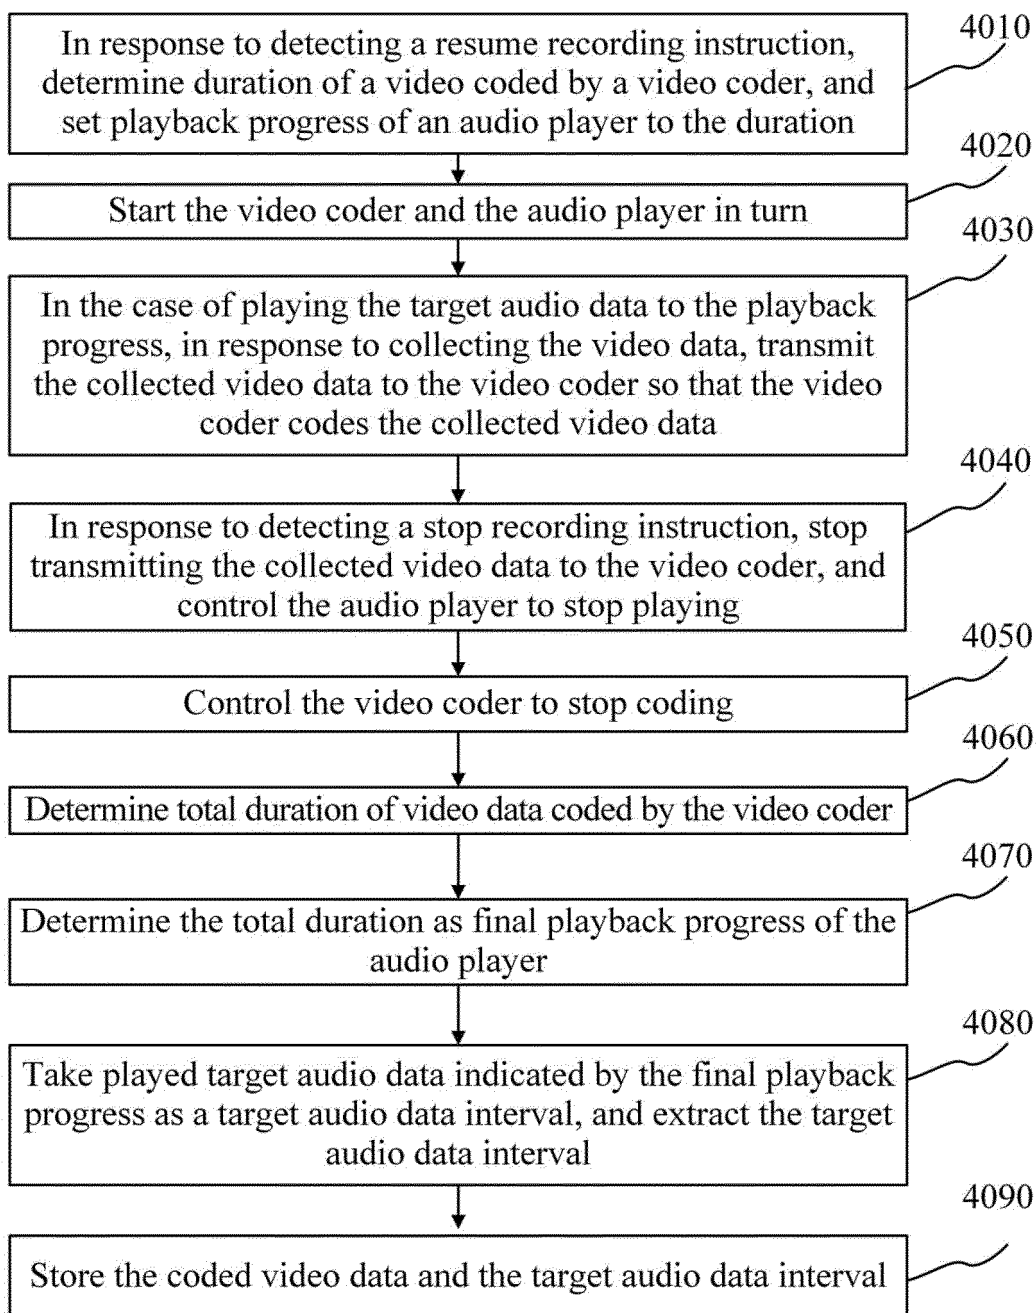 In response to detecting a resume recording instruction,
determine duration of a video coded by a video coder, and
set playback progress of an audio player to the duration
4010
Start the video coder and the audio player in turn
4020
In the case of playing the target audio data to the playback
progress, in response to collecting the video data, transmit
the collected video data to the video coder so that the video
coder codes the collected video data
4030
In response to detecting a stop recording instruction, stop
transmitting the collected video data to the video coder, and
control the audio player to stop playing
4040
Control the video coder to stop coding
4050
Determine total duration of video data coded by the video coder
4060
Determine the total duration as final playback progress of the
audio player
4070
Take played target audio data indicated by the final playback
progress as a target audio data interval, and extract the target
audio data interval
4080
Store the coded video data and the target audio data interval
4090